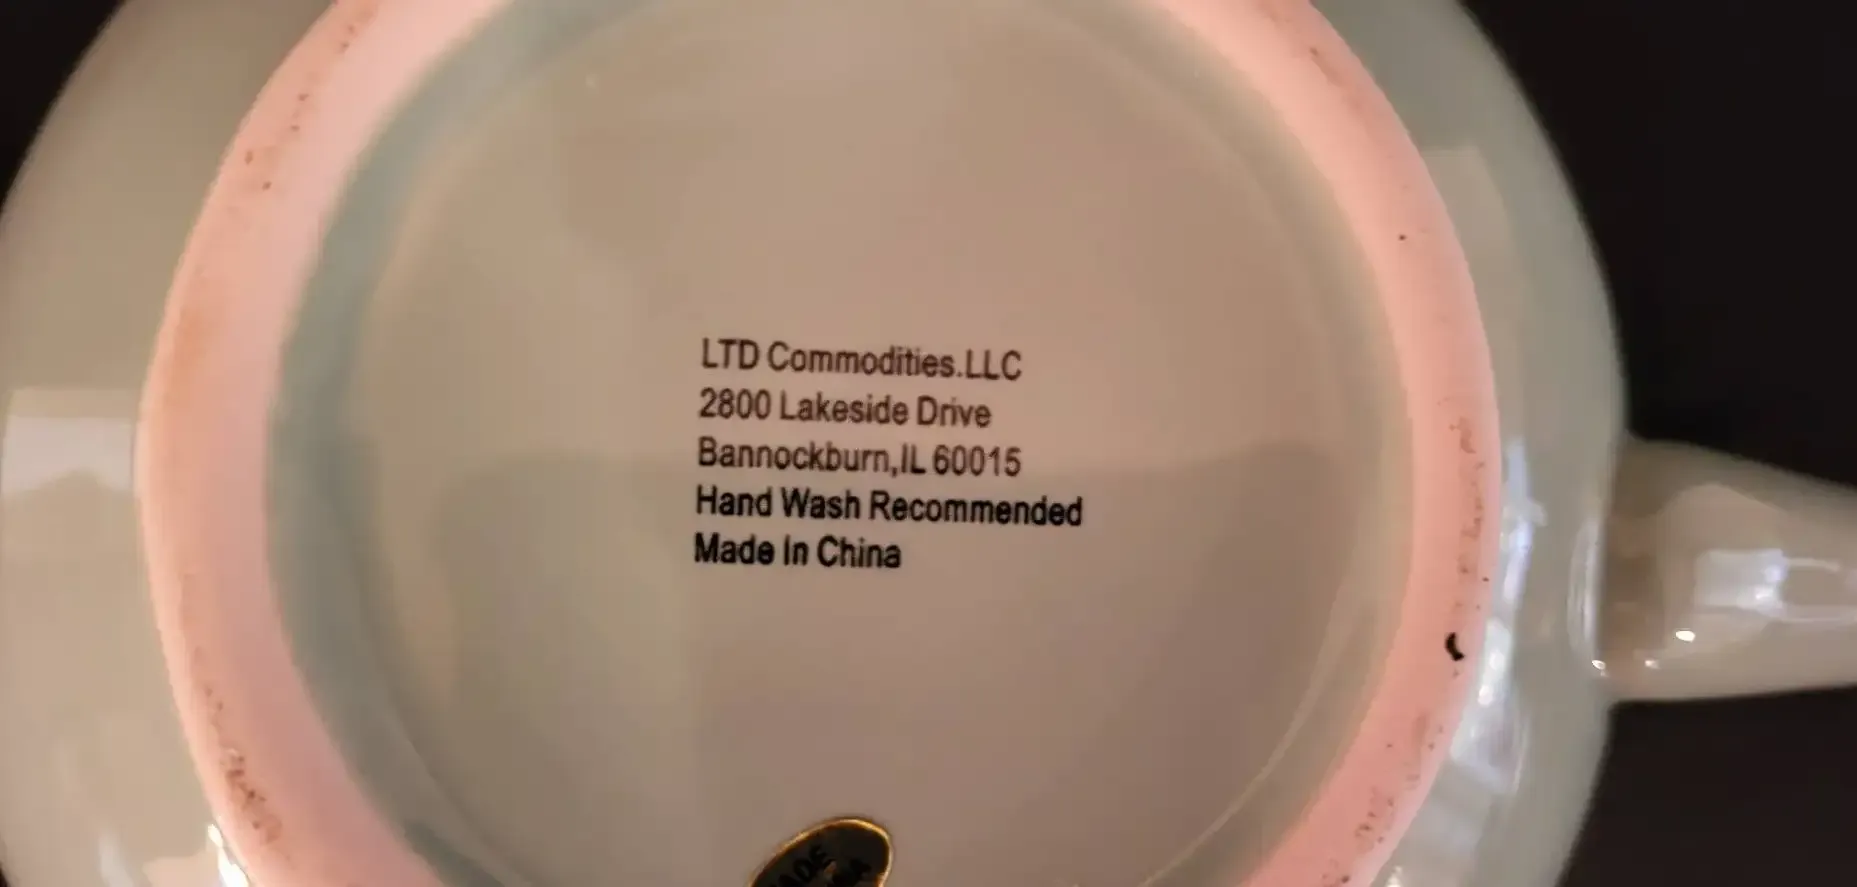 LTD Commodities.LLC
2800 Lakeside Drive
Bannockburn,IL 60015
Hand Wash Recommended
Made In China